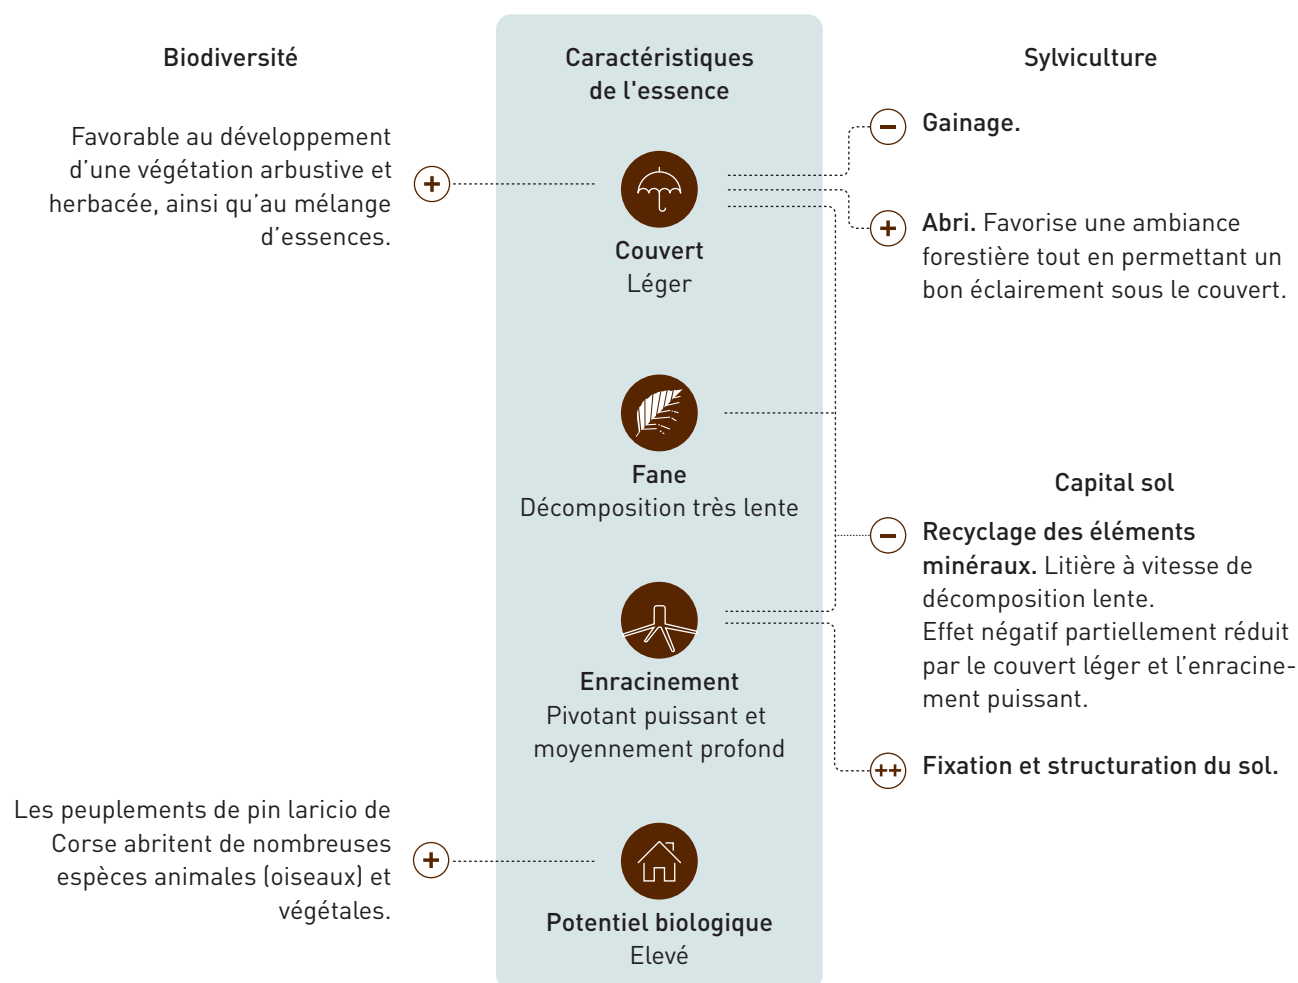 Biodiversité
Favorable au développement
d’une végétation arbustive et
herbacée, ainsi qu’au mélange
d’essences.
+
Les peuplements de pin laricio de
Corse abritent de nombreuses
espèces animales (oiseaux) et
végétales.
+
Caractéristiques
de l'essence
Couvert
Léger
Fane
Décomposition très lente
Enracinement
Pivotant puissant et
moyennement profond
Potentiel biologique
Elevé
Sylviculture
− Gainage.
+ Abri. Favorise une ambiance
forestière tout en permettant un
bon éclairement sous le couvert.
Capital sol
− Recyclage des éléments
minéraux. Litière à vitesse de
décomposition lente.
Effet négatif partiellement réduit
par le couvert léger et l’enracine-
ment puissant.
++ Fixation et structuration du sol.